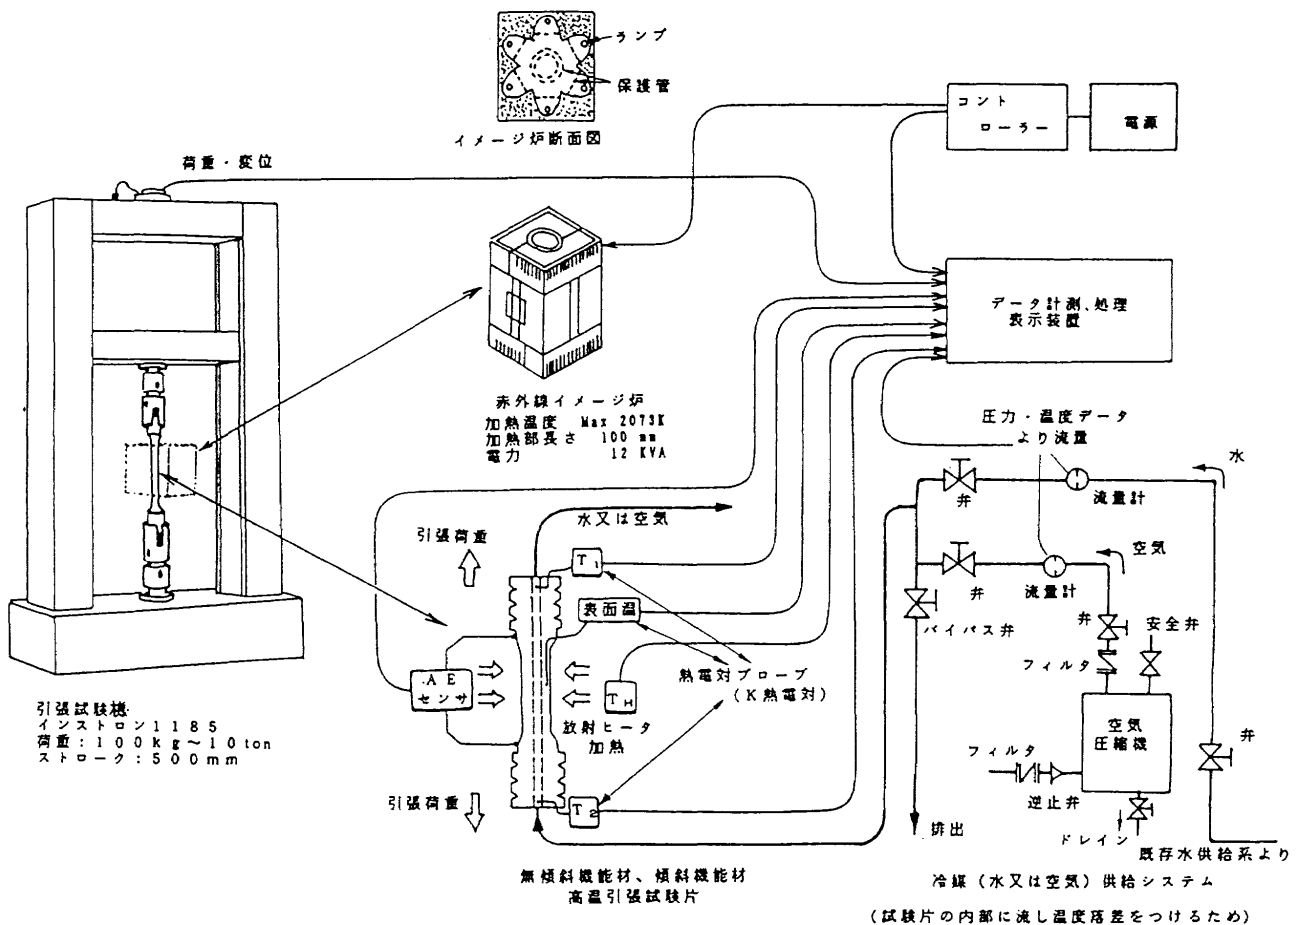 ランプ
保護管
イメージ炉断面図
コント
ローラー
電源
荷重・変位
データ計測、処理
表示装置
赤外線イメージ炉
加熱温度 Max 2073K
加熱部長さ 100 mm
電力 12 KVA
圧力・温度データ
より流量
水
弁
流量計
水又は空気
引張荷重
空気
T1
弁
流量計
表面温
バイパス弁
弁
安全弁
フィルタ
熱電対プローブ
(K熱電対)
AE
センサ
TH
放射ヒータ
加熱
引張試験機
インストロン1185
荷重:100kg~10ton
ストローク:500mm
空気
圧縮機
弁
フィルタ
逆止弁
引張荷重
T2
排出
ドレイン
既存水供給系より
無傾斜機能材、傾斜機能材
高温引張試験片
冷媒(水又は空気)供給システム
(試験片の内部に流し温度落差をつけるため)